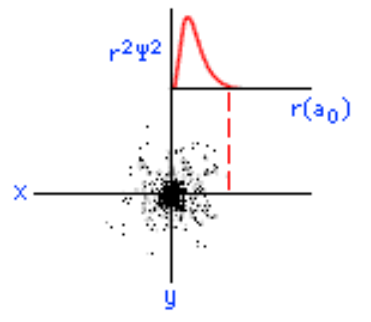 r²Ψ²
r(a₀)
x
y